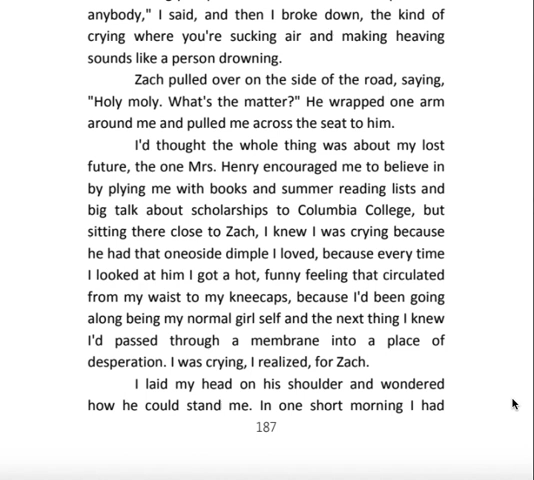 anybody," I said, and then I broke down, the kind of
crying where you're sucking air and making heaving
sounds like a person drowning.
Zach pulled over on the side of the road, saying,
"Holy moly. What's the matter?" He wrapped one arm
around me and pulled me across the seat to him.
I'd thought the whole thing was about my lost
future, the one Mrs. Henry encouraged me to believe in
by plying me with books and summer reading lists and
big talk about scholarships to Columbia College, but
sitting there close to Zach, I knew I was crying because
he had that oneoside dimple I loved, because every time
I looked at him I got a hot, funny feeling that circulated
from my waist to my kneecaps, because I'd been going
along being my normal girl self and the next thing I knew
I'd passed through a membrane into a place of
desperation. I was crying, I realized, for Zach.
I laid my head on his shoulder and wondered
how he could stand me. In one short morning I had
187